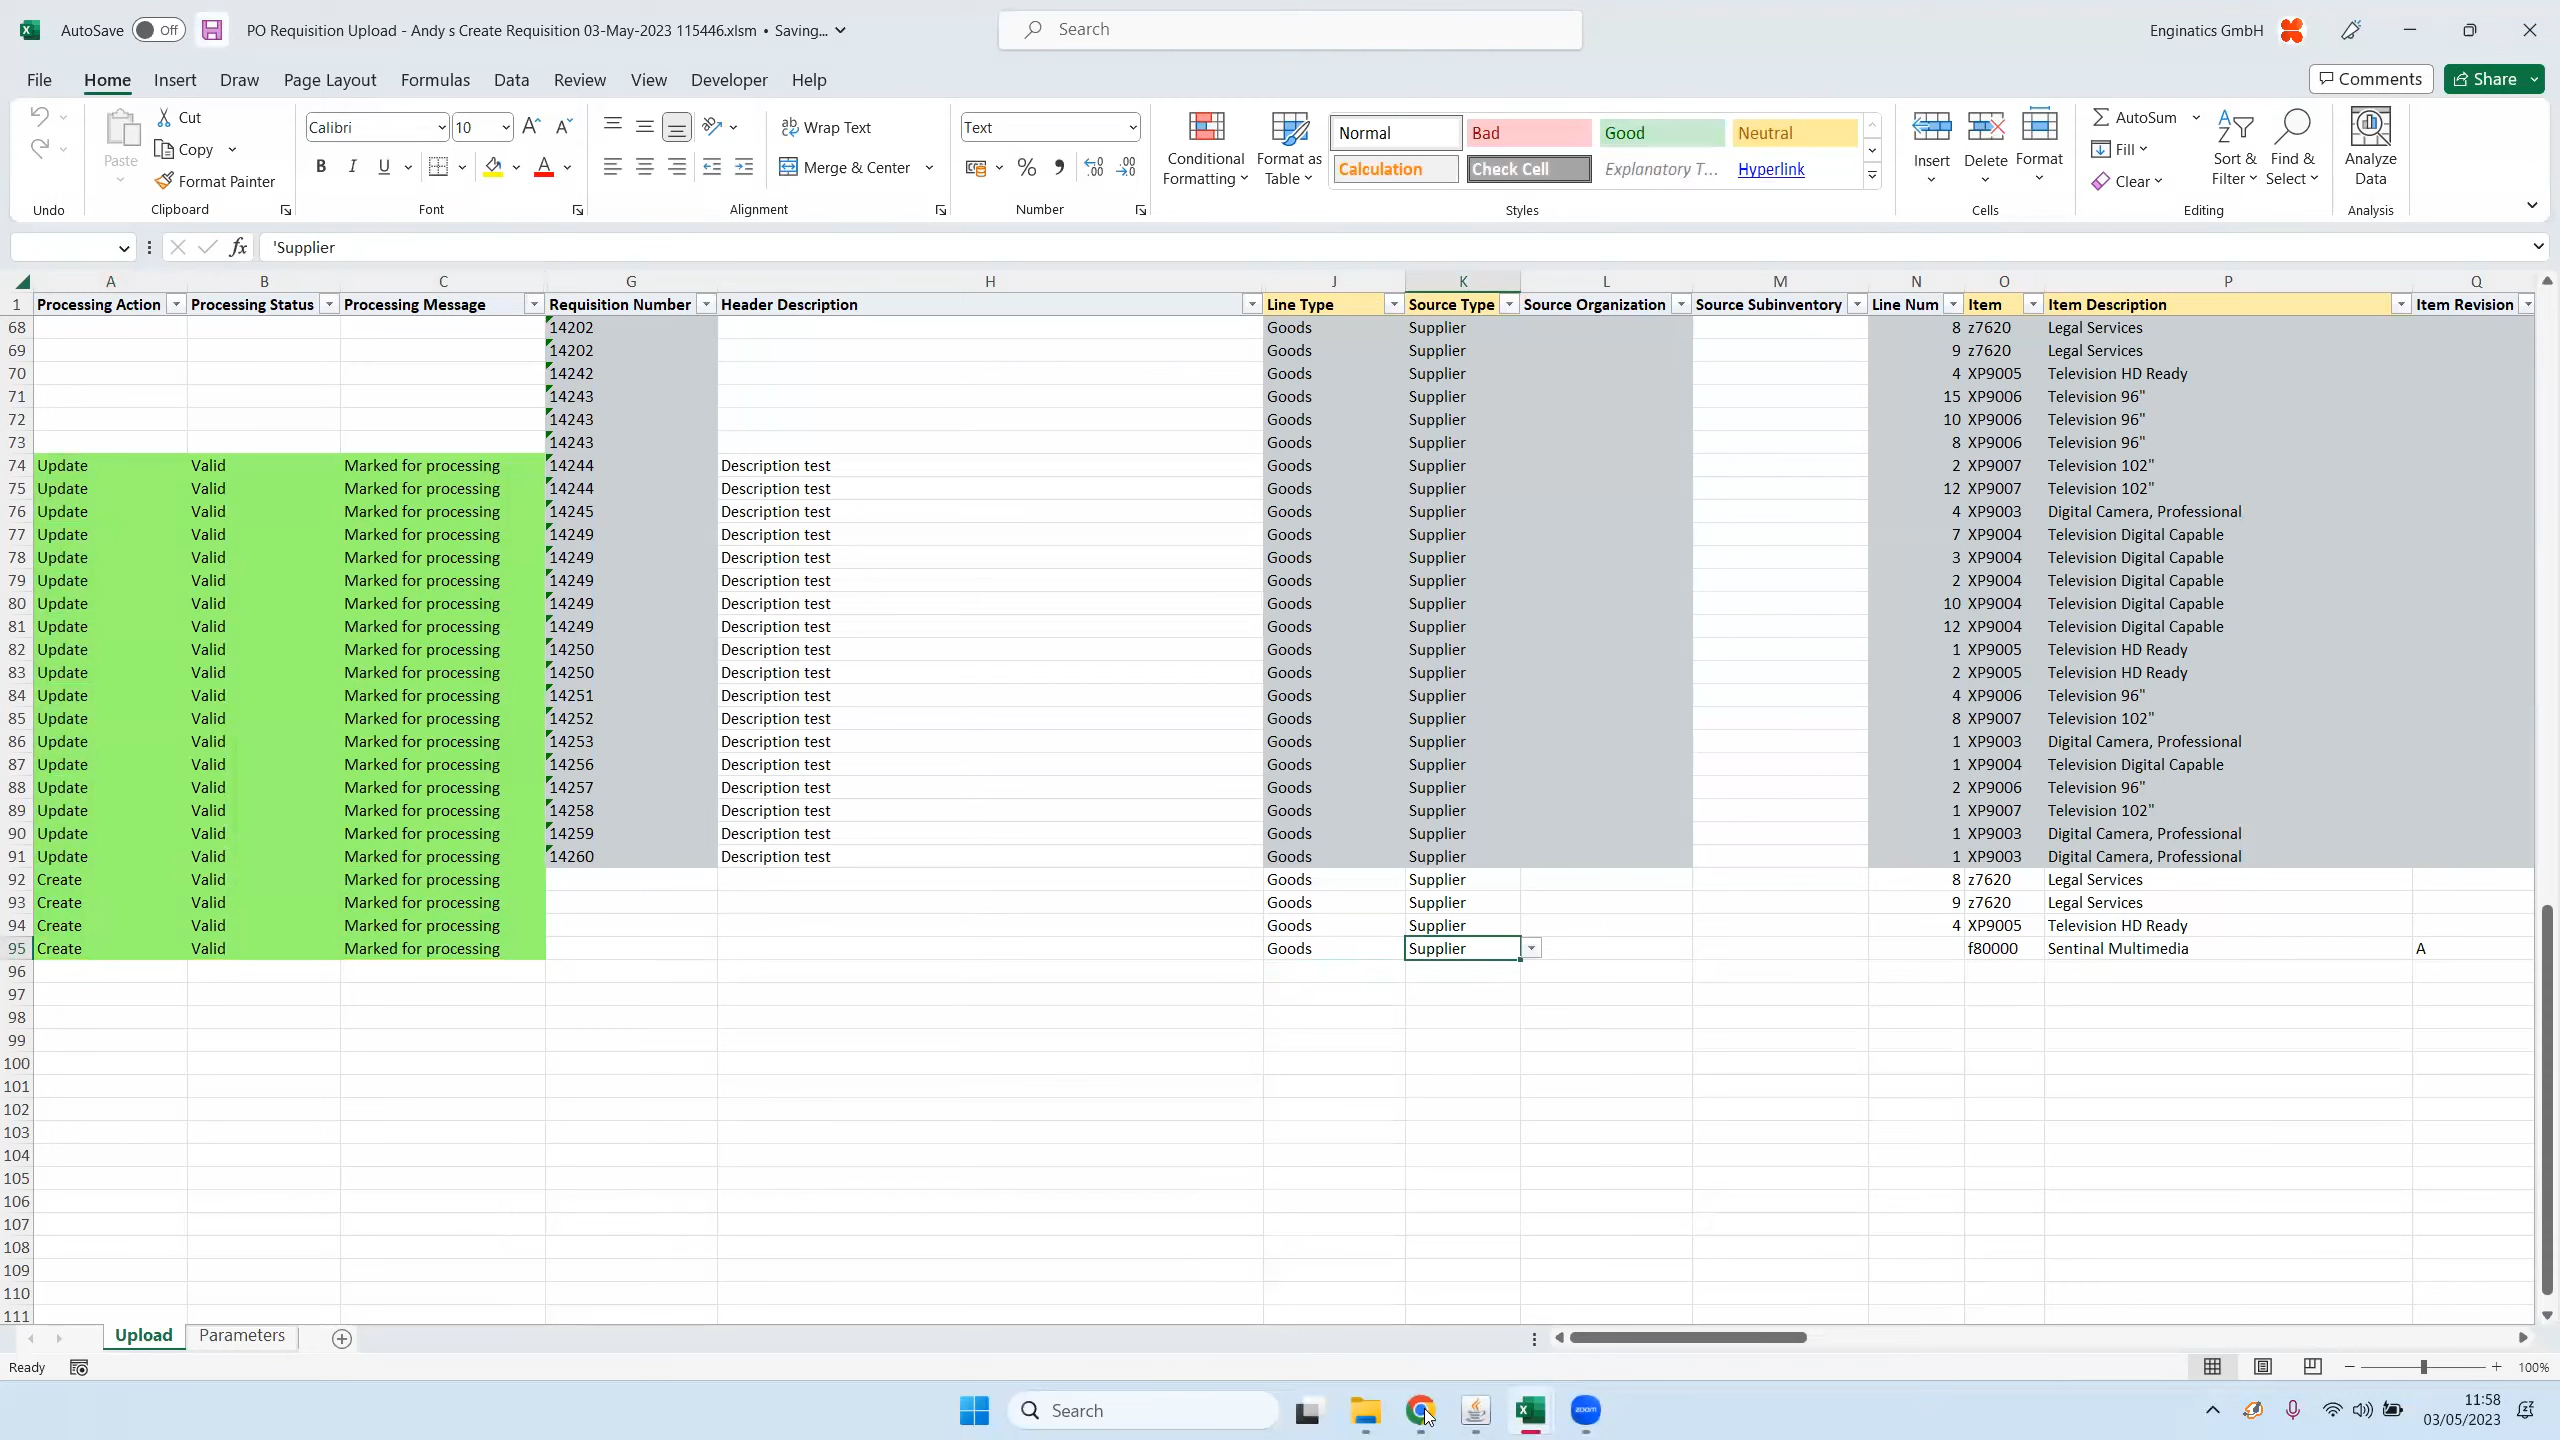 AutoSave Off PO Requisition Upload - Andy s Create Requisition 03-May-2023 115446.xlsm • Saving... Search Enginatics GmbH
File Home Insert Draw Page Layout Formulas Data Review View Developer Help Comments Share
Paste Cut Copy Format Painter
Calibri 10 B I U A
Wrap Text Merge & Center
Text
Conditional Formatting Format as Table
Normal Bad Good Neutral
Calculation Check Cell Explanatory T... Hyperlink
Insert Delete Format
AutoSum Fill Clear
Sort & Filter Find & Select Analyze Data
Undo Clipboard Font Alignment Number Styles Cells Editing Analysis
fx 'Supplier
A B C G H J K L M N O P Q
1 Processing Action Processing Status Processing Message Requisition Number Header Description Line Type Source Type Source Organization Source Subinventory Line Num Item Item Description Item Revision
68 14202 Goods Supplier 8 z7620 Legal Services
69 14202 Goods Supplier 9 z7620 Legal Services
70 14242 Goods Supplier 4 XP9005 Television HD Ready
71 14243 Goods Supplier 15 XP9006 Television 96"
72 14243 Goods Supplier 10 XP9006 Television 96"
73 14243 Goods Supplier 8 XP9006 Television 96"
74 Update Valid Marked for processing 14244 Description test Goods Supplier 2 XP9007 Television 102"
75 Update Valid Marked for processing 14244 Description test Goods Supplier 12 XP9007 Television 102"
76 Update Valid Marked for processing 14245 Description test Goods Supplier 4 XP9003 Digital Camera, Professional
77 Update Valid Marked for processing 14249 Description test Goods Supplier 7 XP9004 Television Digital Capable
78 Update Valid Marked for processing 14249 Description test Goods Supplier 3 XP9004 Television Digital Capable
79 Update Valid Marked for processing 14249 Description test Goods Supplier 2 XP9004 Television Digital Capable
80 Update Valid Marked for processing 14249 Description test Goods Supplier 10 XP9004 Television Digital Capable
81 Update Valid Marked for processing 14249 Description test Goods Supplier 12 XP9004 Television Digital Capable
82 Update Valid Marked for processing 14250 Description test Goods Supplier 1 XP9005 Television HD Ready
83 Update Valid Marked for processing 14250 Description test Goods Supplier 2 XP9005 Television HD Ready
84 Update Valid Marked for processing 14251 Description test Goods Supplier 4 XP9006 Television 96"
85 Update Valid Marked for processing 14252 Description test Goods Supplier 8 XP9007 Television 102"
86 Update Valid Marked for processing 14253 Description test Goods Supplier 1 XP9003 Digital Camera, Professional
87 Update Valid Marked for processing 14256 Description test Goods Supplier 1 XP9004 Television Digital Capable
88 Update Valid Marked for processing 14257 Description test Goods Supplier 2 XP9006 Television 96"
89 Update Valid Marked for processing 14258 Description test Goods Supplier 1 XP9007 Television 102"
90 Update Valid Marked for processing 14259 Description test Goods Supplier 1 XP9003 Digital Camera, Professional
91 Update Valid Marked for processing 14260 Description test Goods Supplier 1 XP9003 Digital Camera, Professional
92 Create Valid Marked for processing Goods Supplier 8 z7620 Legal Services
93 Create Valid Marked for processing Goods Supplier 9 z7620 Legal Services
94 Create Valid Marked for processing Goods Supplier 4 XP9005 Television HD Ready
95 Create Valid Marked for processing Goods Supplier f80000 Sentinal Multimedia A
96
97
98
99
100
101
102
103
104
105
106
107
108
109
110
111
Upload Parameters
Ready 100%
Search zoom 11:58
03/05/2023